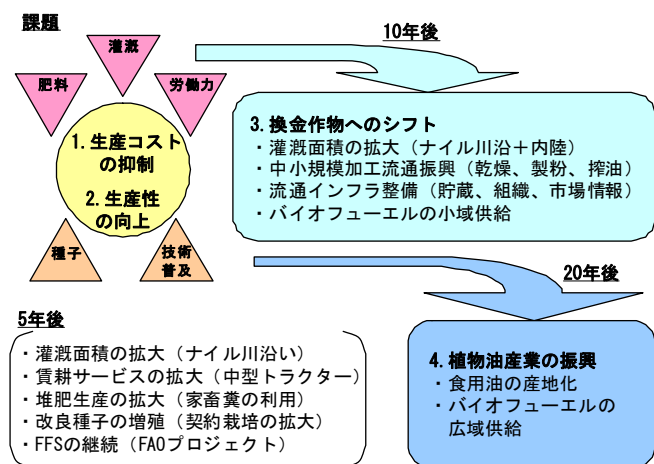 課題
灌漑
肥料
労働力
1. 生産コスト
の抑制
2. 生産性
の向上
種子
技術
普及
10年後
3. 換金作物へのシフト
・灌漑面積の拡大（ナイル川沿＋内陸）
・中小規模加工流通振興（乾燥、製粉、搾油）
・流通インフラ整備（貯蔵、組織、市場情報）
・バイオフューエルの小域供給
20年後
4. 植物油産業の振興
・食用油の産地化
・バイオフューエルの
広域供給
5年後
・灌漑面積の拡大（ナイル川沿い）
・賃耕サービスの拡大（中型トラクター）
・堆肥生産の拡大（家畜糞の利用）
・改良種子の増殖（契約栽培の拡大）
・FFSの継続（FAOプロジェクト）